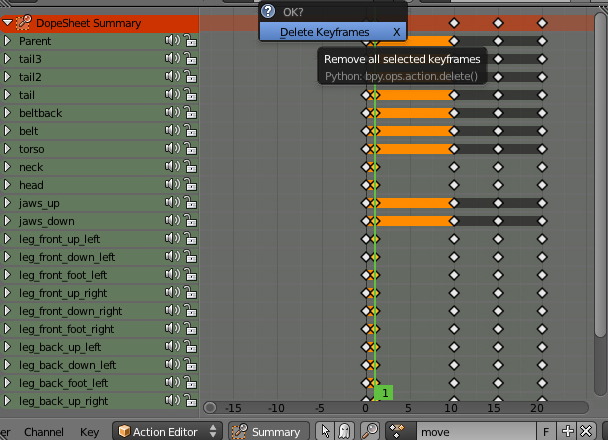 OK?
DopeSheet Summary
Delete Keyframes X
Parent
Remove all selected keyframes
tail3
Python: bpy.ops.action.delete()
tail2
tail
beltback
belt
torso
neck
head
jaws_up
jaws_down
leg_front_up_left
leg_front_down_left
leg_front_foot_left
leg_front_up_right
leg_front_down_right
leg_front_foot_right
leg_back_up_left
leg_back_down_left
leg_back_foot_left
1
leg_back_up_right
-15 -10 -5 0 5 10 15 20
er Channel Key Action Editor Summary move F